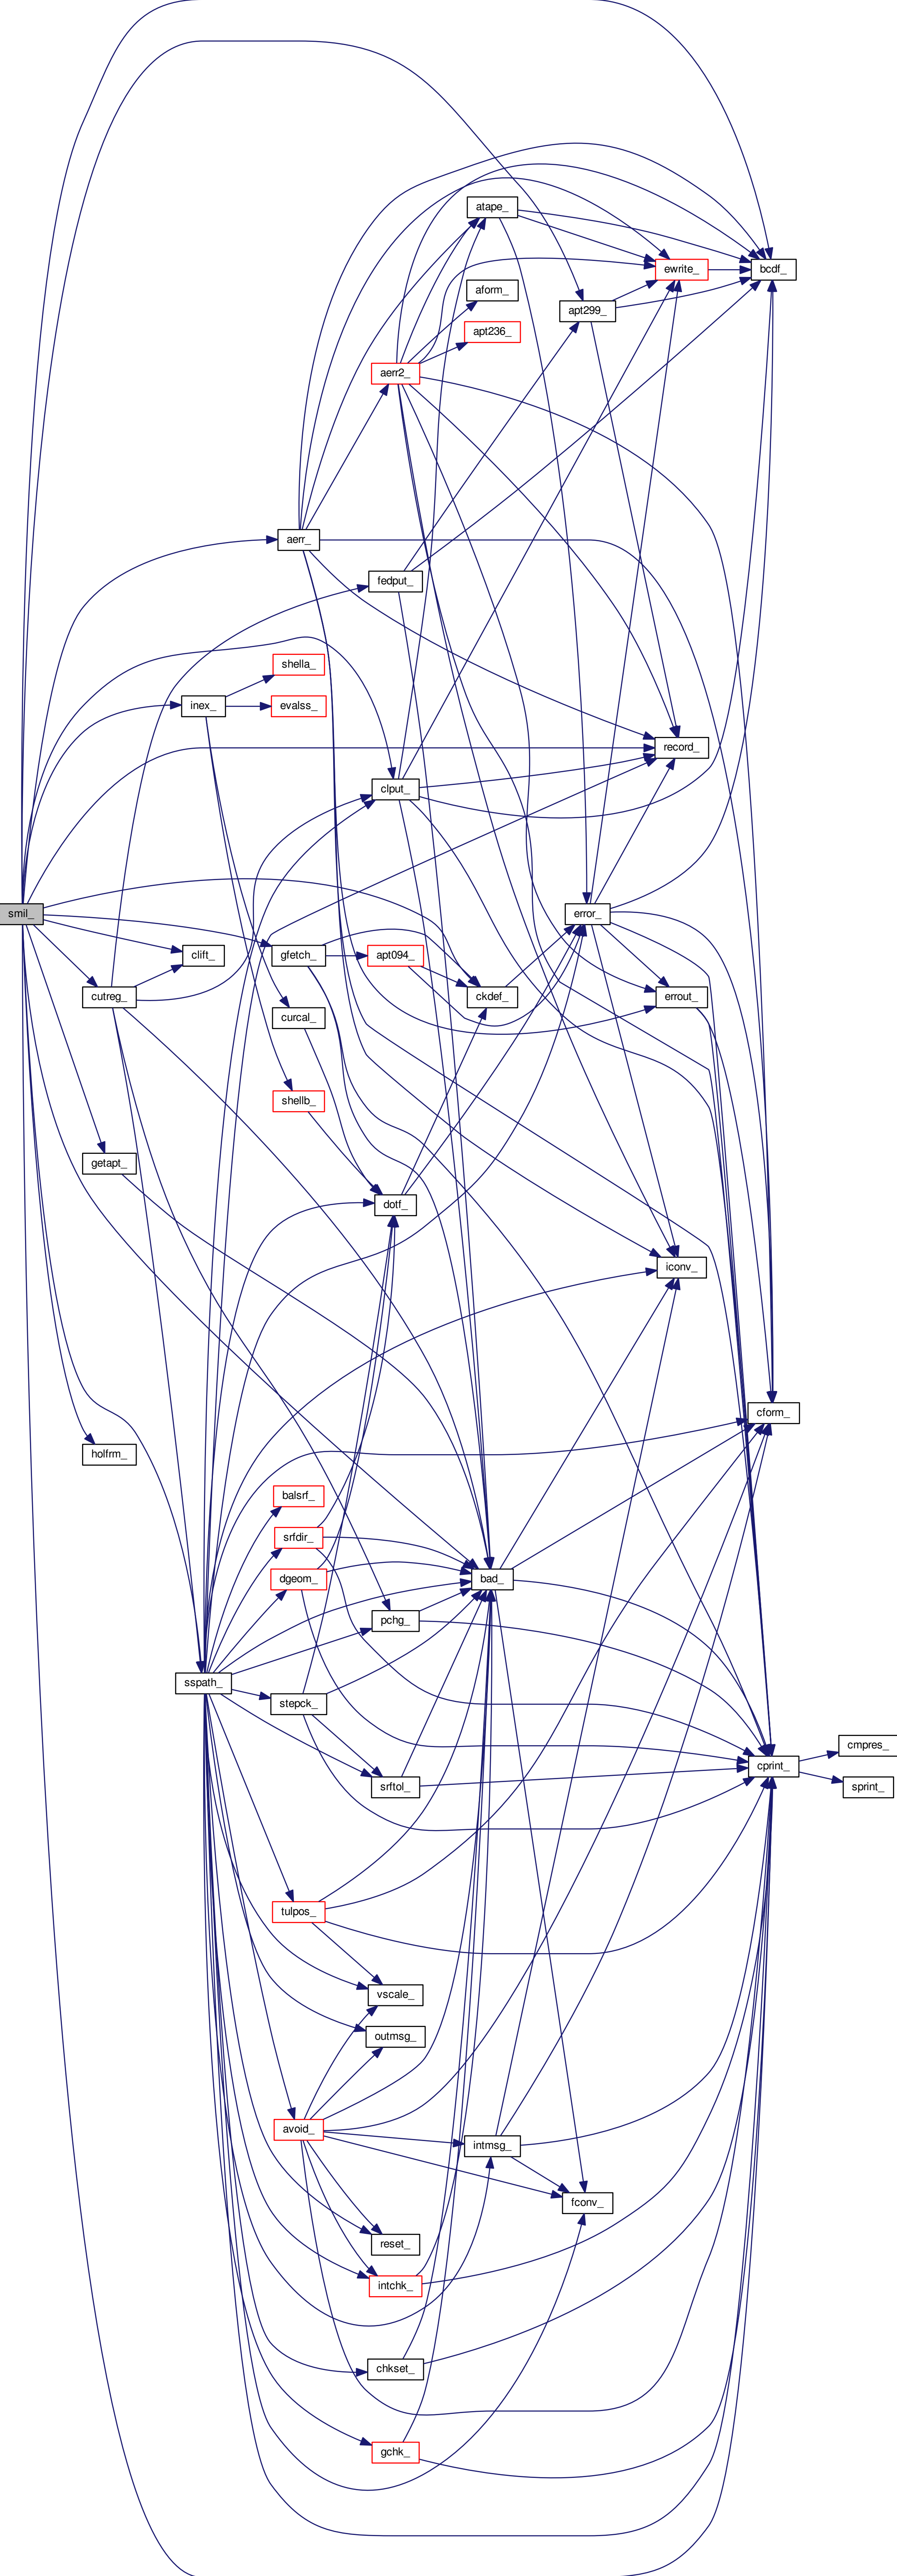 atape_
ewrite_
bcdf_
aform_
apt299_
apt236_
aerr2_
aerr_
fedput_
shella_
inex_
evalss_
record_
clput_
smil_
error_
clift_
gfetch_
apt094_
cutreg_
ckdef_
errout_
curcal_
shellb_
getapt_
dotf_
iconv_
cform_
holfrm_
balsrf_
srfdir_
dgeom_
bad_
pchg_
sspath_
stepck_
cmpres_
cprint_
srftol_
sprint_
tulpos_
vscale_
outmsg_
avoid_
intmsg_
fconv_
reset_
intchk_
chkset_
gchk_